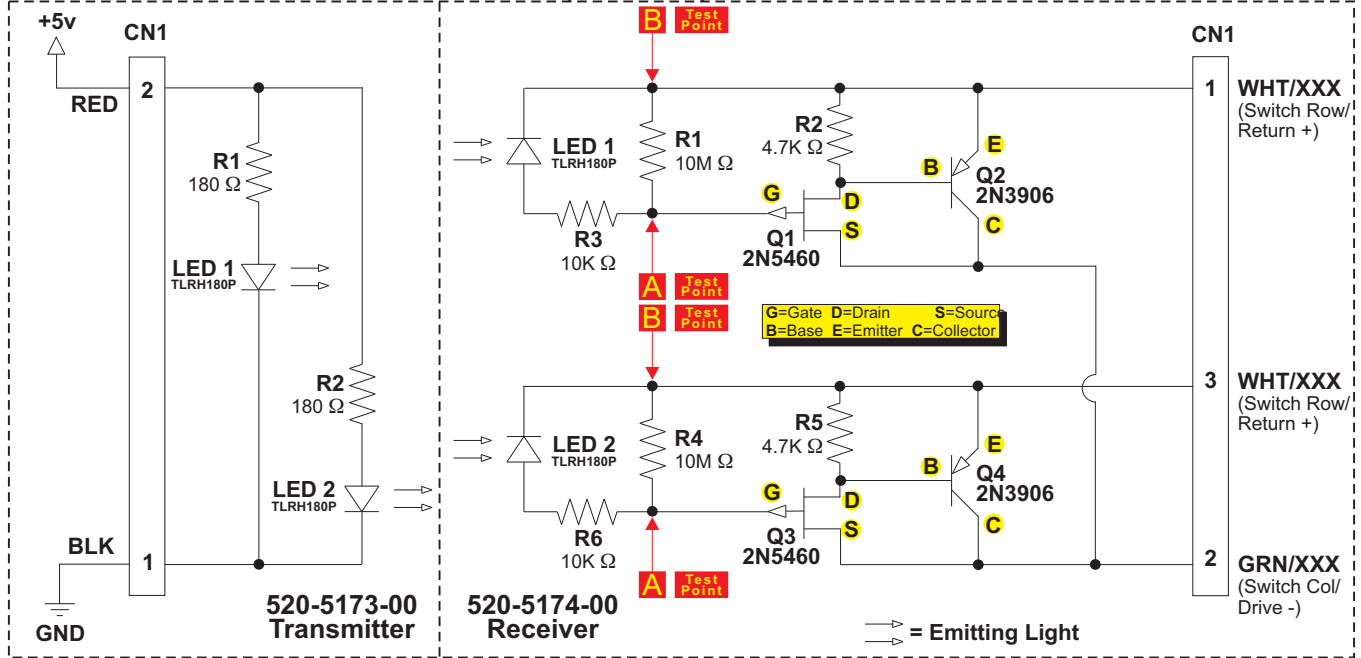 +5v
CN1
2
RED
R1
180 Ω
LED 1
TLRH180P
R2
180 Ω
LED 2
TLRH180P
BLK
1
GND
520-5173-00
Transmitter
B
Test
Point
LED 1
TLRH180P
R1
10M Ω
R3
10K Ω
A
Test
Point
R2
4.7K Ω
G
D
S
Q1
2N5460
B
E
C
Q2
2N3906
G=Gate D=Drain S=Source
B=Base E=Emitter C=Collector
B
Test
Point
LED 2
TLRH180P
R4
10M Ω
R6
10K Ω
A
Test
Point
R5
4.7K Ω
G
D
S
Q3
2N5460
B
E
C
Q4
2N3906
520-5174-00
Receiver
= Emitting Light
CN1
1
WHT/XXX
(Switch Row/
Return +)
3
WHT/XXX
(Switch Row/
Return +)
2
GRN/XXX
(Switch Col/
Drive -)